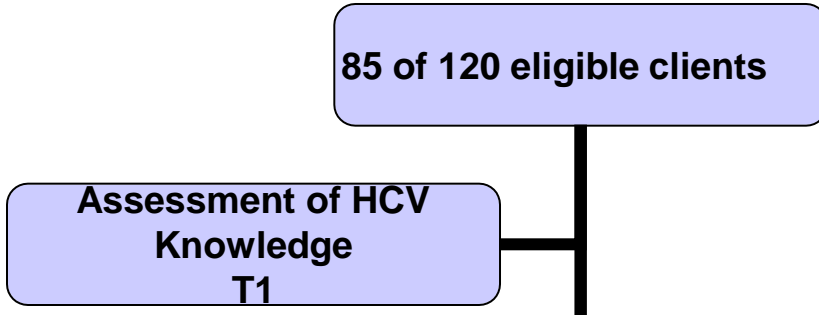 85 of 120 eligible clients
Assessment of HCV
Knowledge
T1